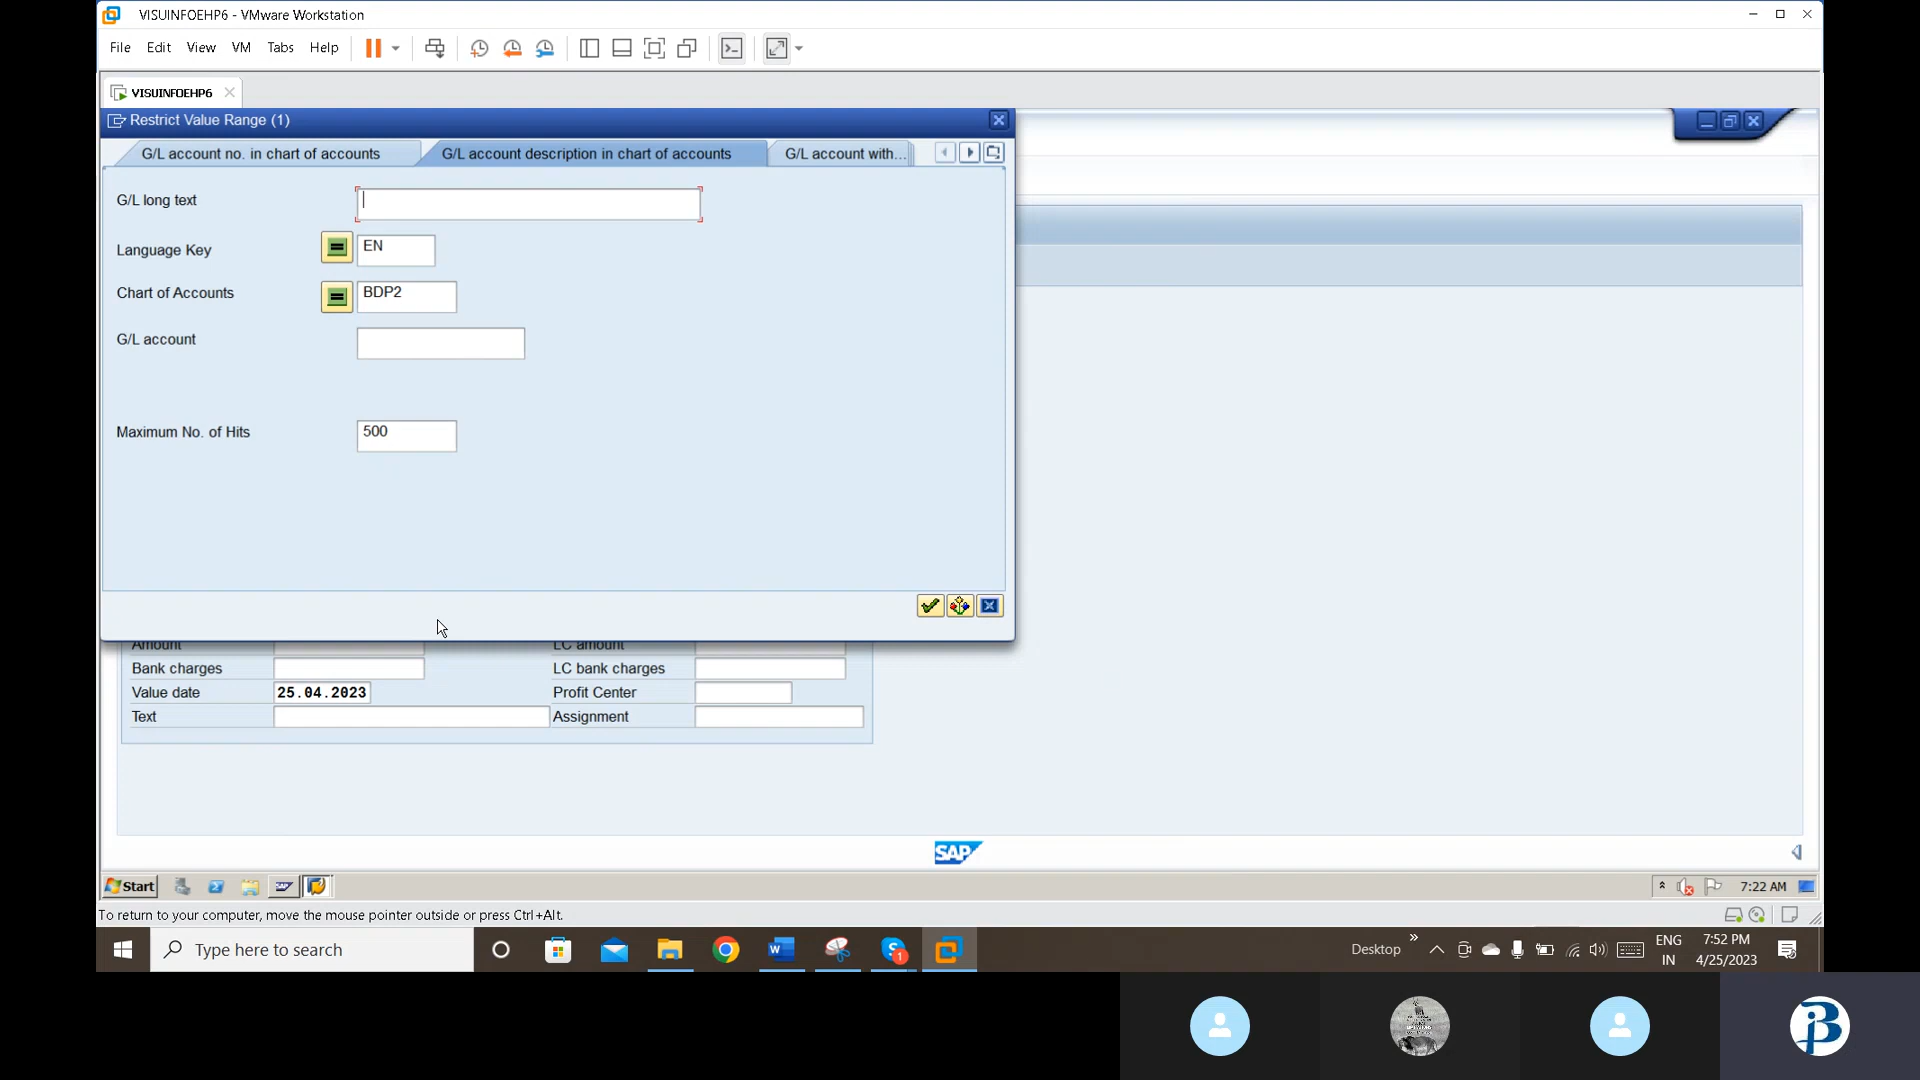 VISUINFOEHP6 - VMware Workstation
File Edit View VM Tabs Help
VISUINFOEHP6
Restrict Value Range (1)
G/L account no. in chart of accounts G/L account description in chart of accounts G/L account with...
G/L long text
Language Key EN
Chart of Accounts BDP2
G/L account
Maximum No. of Hits 500
Amount LC amount
Bank charges LC bank charges
Value date 25.04.2023 Profit Center
Text Assignment
SAP
Start 7:22 AM
To return to your computer, move the mouse pointer outside or press Ctrl+Alt.
Type here to search Desktop ENG IN 7:52 PM 4/25/2023